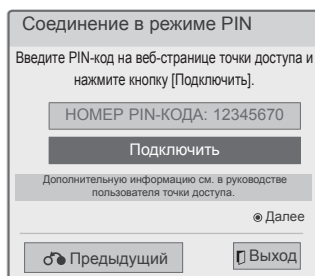 Соединение в режиме PIN
Введите PIN-код на веб-странице точки доступа и
нажмите кнопку [Подключить].
НОМЕР PIN-КОДА: 12345670
Подключить
Дополнительную информацию см. в руководстве
пользователя точки доступа.
Далее
Предыдущий
Выход